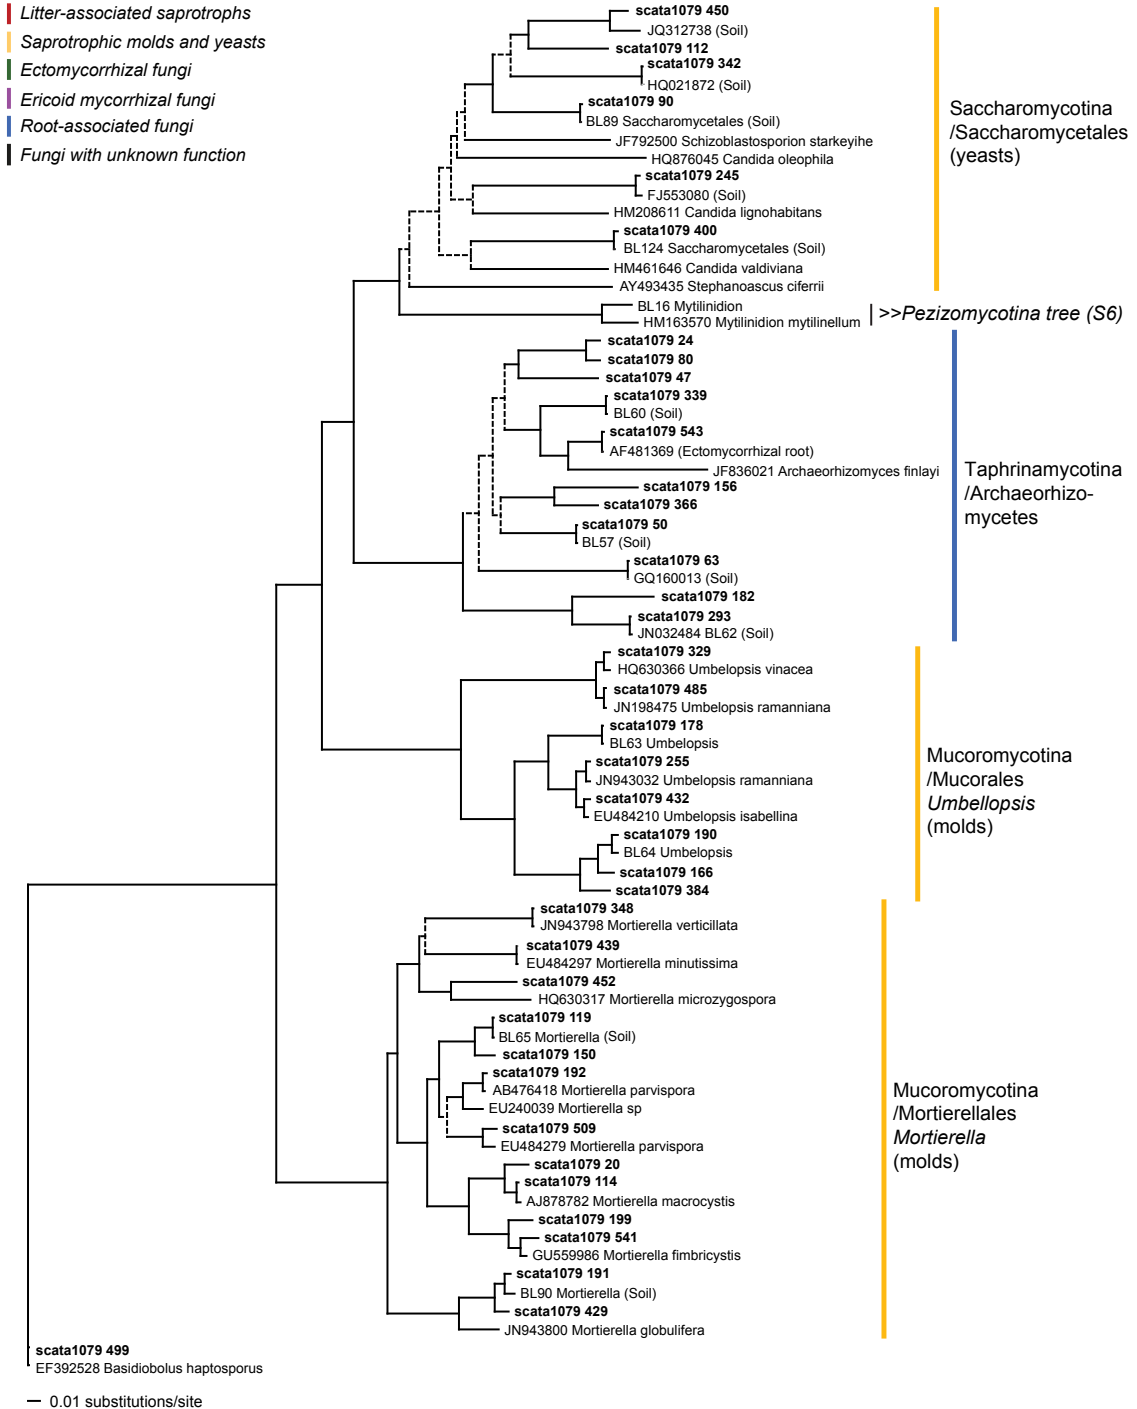 Litter-associated saprotrophs
Saprotrophic molds and yeasts
Ectomycorrhizal fungi
Ericoid mycorrhizal fungi
Root-associated fungi
Fungi with unknown function
scata1079 450
JQ312738 (Soil)
scata1079 112
scata1079 342
HQ021872 (Soil)
scata1079 90
BL89 Saccharomycetales (Soil)
JF792500 Schizoblastosporion starkeyihe
HQ876045 Candida oleophila
scata1079 245
FJ553080 (Soil)
HM208611 Candida lignohabitans
scata1079 400
BL124 Saccharomycetales (Soil)
HM461646 Candida valdiviana
AY493435 Stephanoascus ciferrii
Saccharomycotina
/Saccharomycetales
(yeasts)
BL16 Mytilinidion
HM163570 Mytilinidion mytilinellum
>>Pezizomycotina tree (S6)
scata1079 24
scata1079 80
scata1079 47
scata1079 339
BL60 (Soil)
scata1079 543
AF481369 (Ectomycorrhizal root)
JF836021 Archaeorhizomyces finlayi
scata1079 156
scata1079 366
scata1079 50
BL57 (Soil)
scata1079 63
GQ160013 (Soil)
scata1079 182
scata1079 293
JN032484 BL62 (Soil)
Taphrinamycotina
/Archaeorhizo-
mycetes
scata1079 329
HQ630366 Umbelopsis vinacea
scata1079 485
JN198475 Umbelopsis ramanniana
scata1079 178
BL63 Umbelopsis
scata1079 255
JN943032 Umbelopsis ramanniana
scata1079 432
EU484210 Umbelopsis isabellina
scata1079 190
BL64 Umbelopsis
scata1079 166
scata1079 384
Mucoromycotina
/Mucorales
Umbellopsis
(molds)
scata1079 348
JN943798 Mortierella verticillata
scata1079 439
EU484297 Mortierella minutissima
scata1079 452
HQ630317 Mortierella microzygospora
scata1079 119
BL65 Mortierella (Soil)
scata1079 150
scata1079 192
AB476418 Mortierella parvispora
EU240039 Mortierella sp
scata1079 509
EU484279 Mortierella parvispora
scata1079 20
scata1079 114
AJ878782 Mortierella macrocystis
scata1079 199
scata1079 541
GU559986 Mortierella fimbricystis
scata1079 191
BL90 Mortierella (Soil)
scata1079 429
JN943800 Mortierella globulifera
Mucoromycotina
/Mortierellales
Mortierella
(molds)
scata1079 499
EF392528 Basidiobolus haptosporus
0.01 substitutions/site